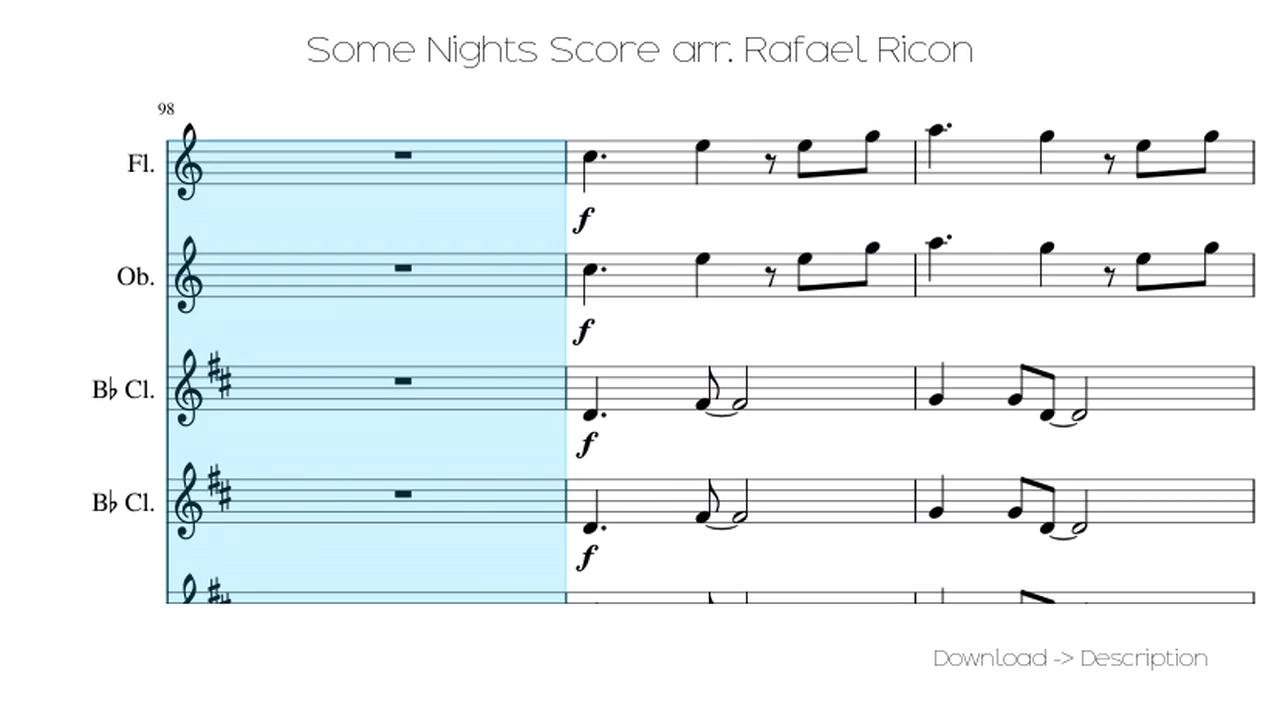 Some Nights Score arr. Rafael Ricon
98
Fl.
f
Ob.
f
B♭ Cl.
f
B♭ Cl.
f
Download -> Description